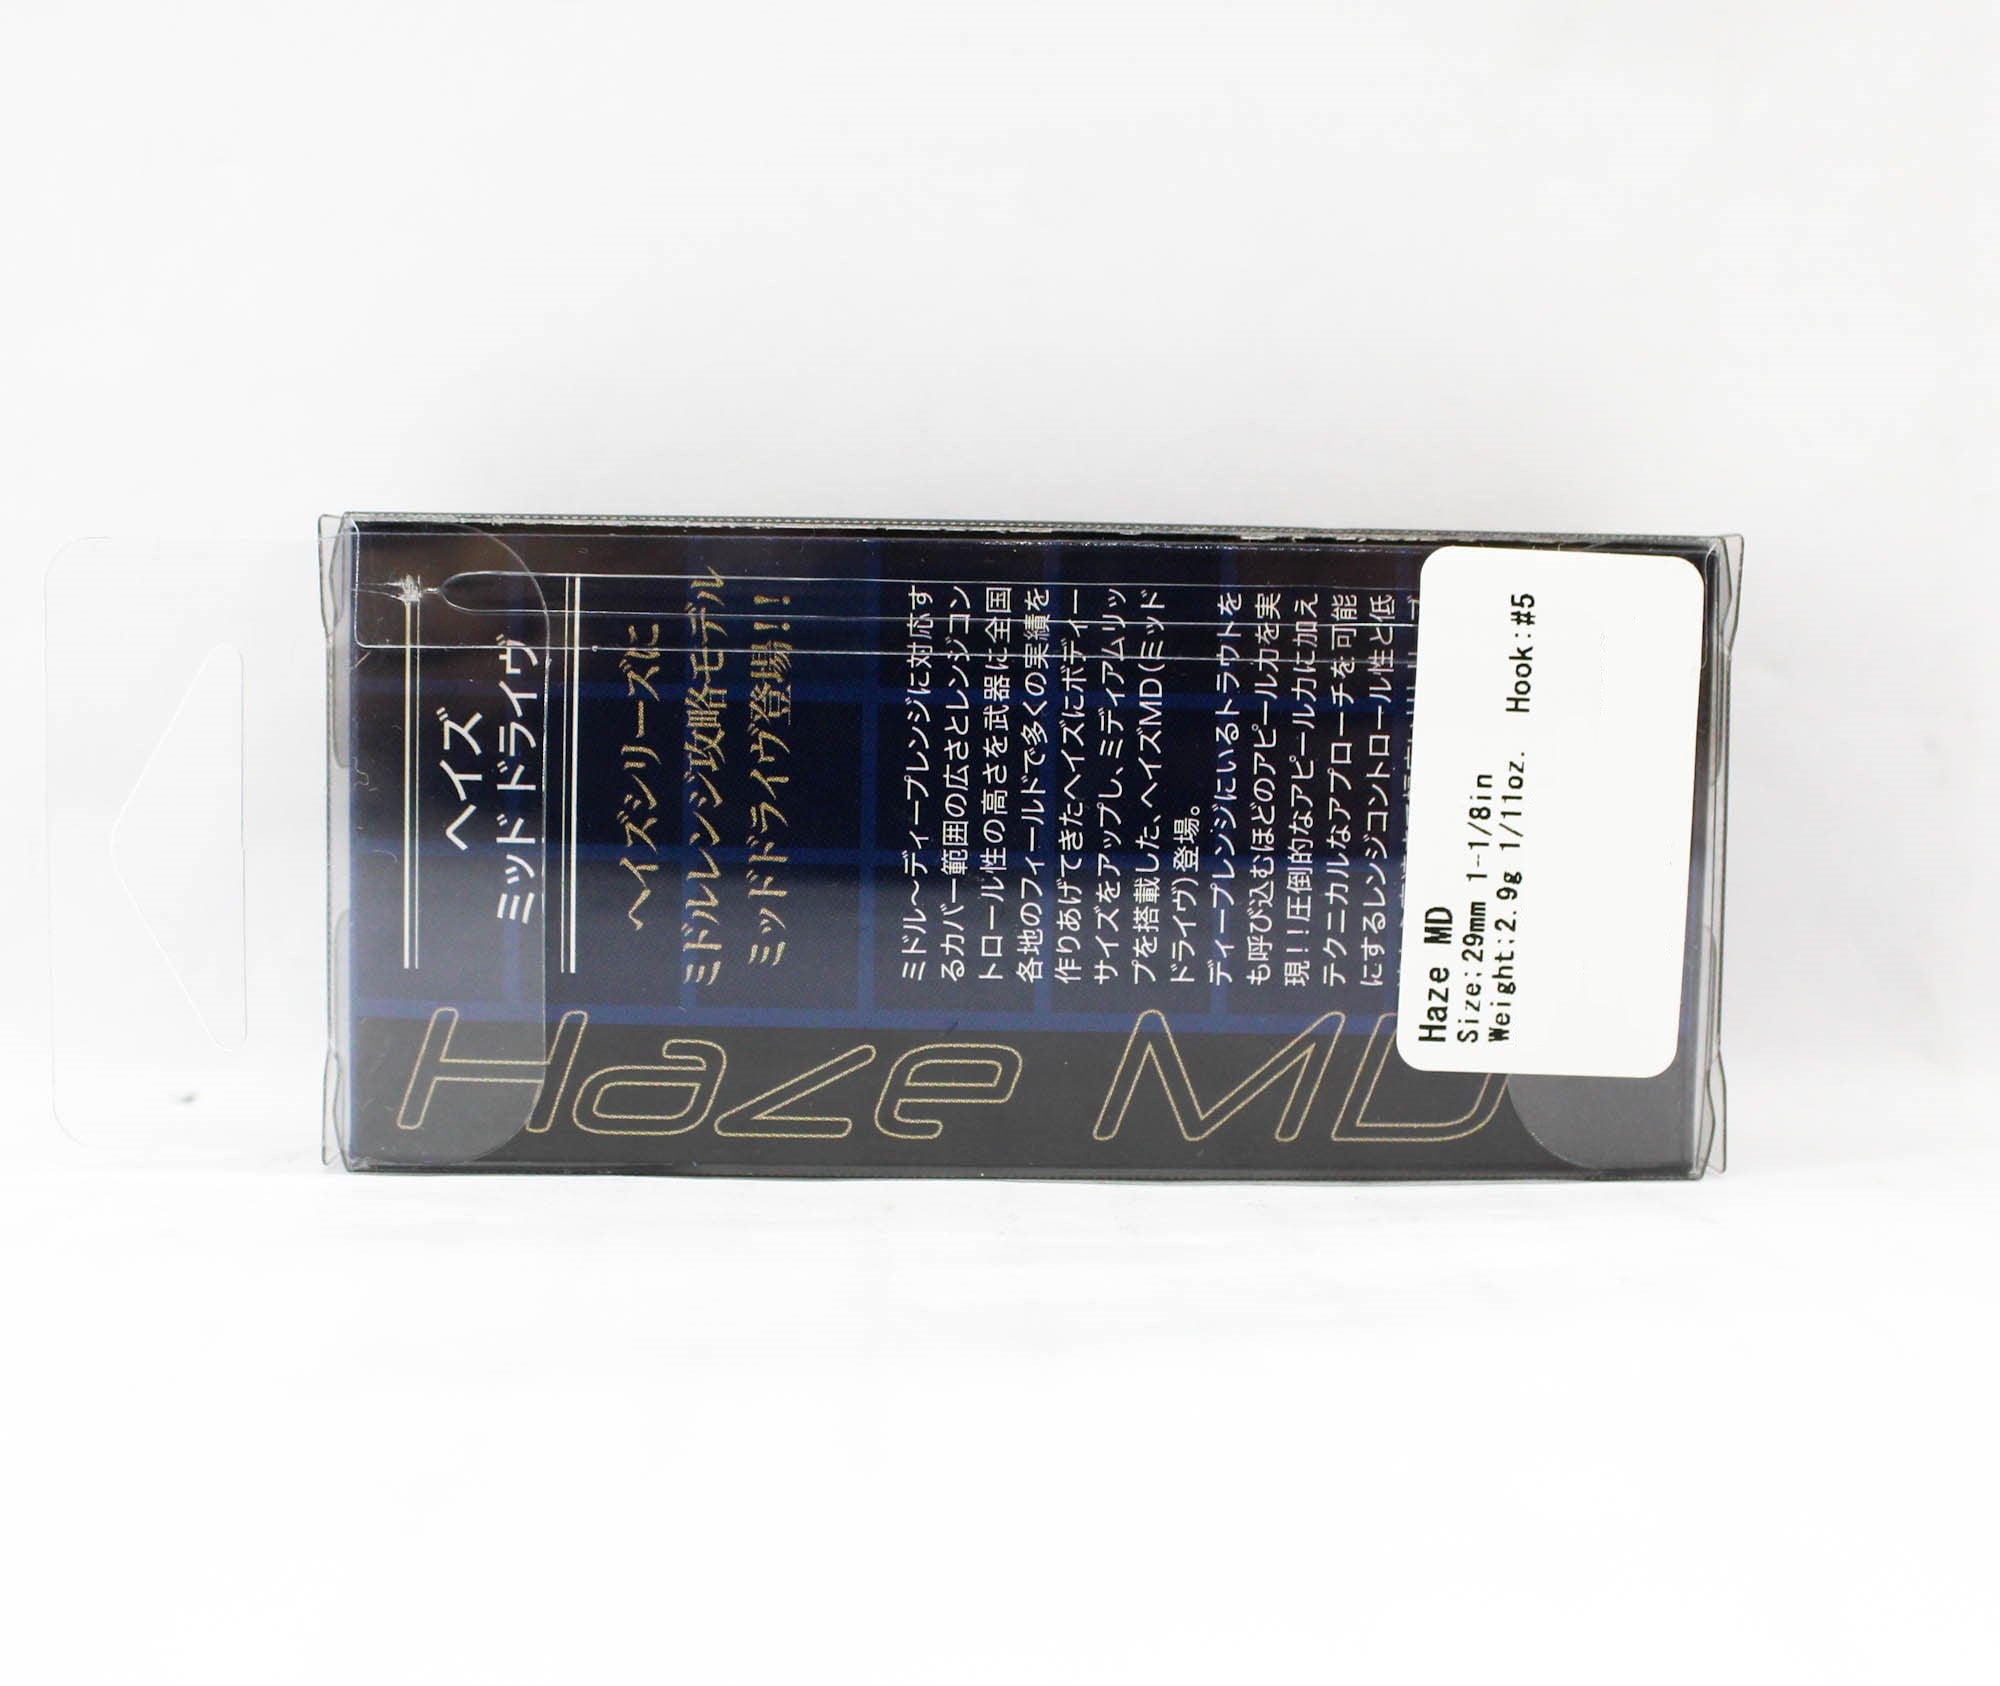 ヘイズ
ミッドドライヴ
ヘイズシリーズに
ミドルレンジ攻略モデル
ミッドドライヴ登場!!
ミドル～ディープレンジに対応す
るカバー範囲の広さとレンジコン
トロール性の高さを武器に全国
各地のフィールドで多くの実績を
作りあげてきたヘイズにボディー
サイズをアップし、ミディアムリッ
プを搭載した、ヘイズMD(ミッド
ドライヴ)登場。
ディープレンジにいるトラウトを
も呼び込むほどのアピール力を実
現!!圧倒的なアピール力に加え
テクニカルなアプローチを可能
にするレンジコントロール性と低
Haze MD
Haze MD
Size:29mm 1-1/8in
Weight:2.9g 1/11oz. Hook:#5